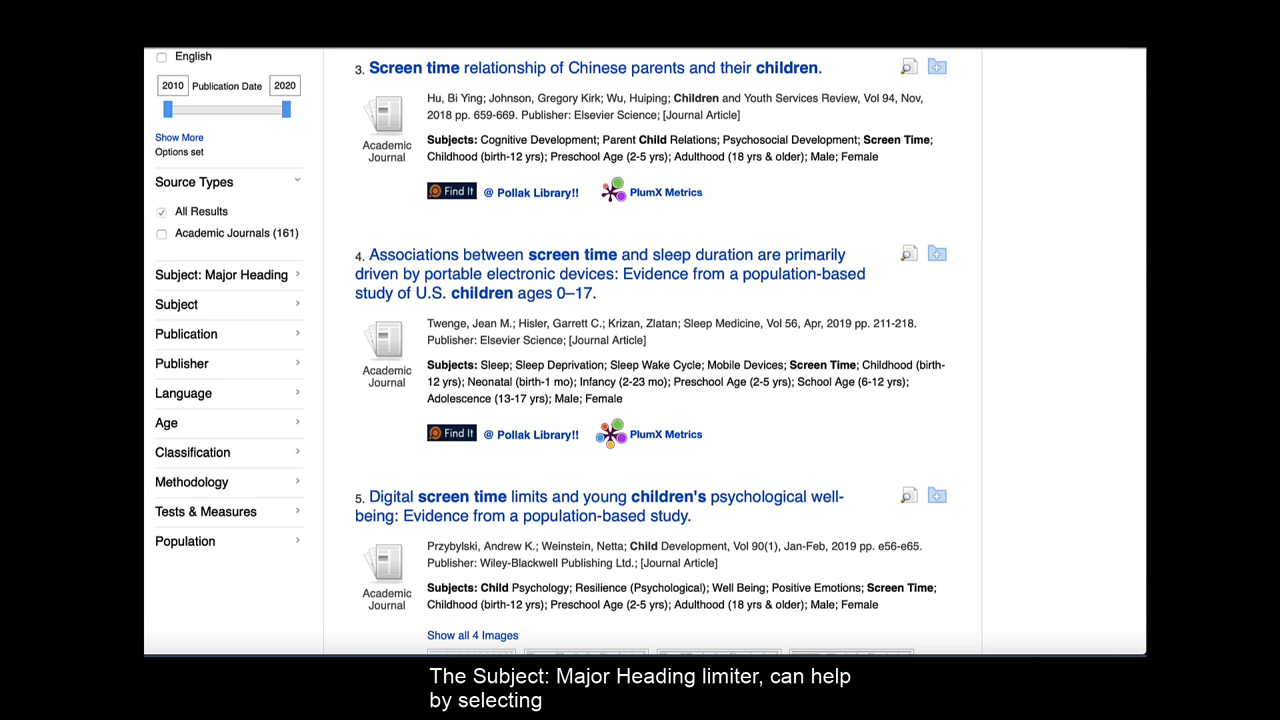 English
2010 Publication Date 2020
Show More
Options set
Source Types
All Results
Academic Journals (161)
Subject: Major Heading
Subject
Publication
Publisher
Language
Age
Classification
Methodology
Tests & Measures
Population
3. Screen time relationship of Chinese parents and their children.
Academic
Journal
Hu, Bi Ying; Johnson, Gregory Kirk; Wu, Huiping; Children and Youth Services Review, Vol 94, Nov,
2018 pp. 659-669. Publisher: Elsevier Science; [Journal Article]
Subjects: Cognitive Development; Parent Child Relations; Psychosocial Development; Screen Time;
Childhood (birth-12 yrs); Preschool Age (2-5 yrs); Adulthood (18 yrs & older); Male; Female
Find It @ Pollak Library!! PlumX Metrics
4. Associations between screen time and sleep duration are primarily
driven by portable electronic devices: Evidence from a population-based
study of U.S. children ages 0–17.
Academic
Journal
Twenge, Jean M.; Hisler, Garrett C.; Krizan, Zlatan; Sleep Medicine, Vol 56, Apr, 2019 pp. 211-218.
Publisher: Elsevier Science; [Journal Article]
Subjects: Sleep; Sleep Deprivation; Sleep Wake Cycle; Mobile Devices; Screen Time; Childhood (birth-
12 yrs); Neonatal (birth-1 mo); Infancy (2-23 mo); Preschool Age (2-5 yrs); School Age (6-12 yrs);
Adolescence (13-17 yrs); Male; Female
Find It @ Pollak Library!! PlumX Metrics
5. Digital screen time limits and young children's psychological well-
being: Evidence from a population-based study.
Academic
Journal
Przybylski, Andrew K.; Weinstein, Netta; Child Development, Vol 90(1), Jan-Feb, 2019 pp. e56-e65.
Publisher: Wiley-Blackwell Publishing Ltd.; [Journal Article]
Subjects: Child Psychology; Resilience (Psychological); Well Being; Positive Emotions; Screen Time;
Childhood (birth-12 yrs); Preschool Age (2-5 yrs); Adulthood (18 yrs & older); Male; Female
Show all 4 Images
The Subject: Major Heading limiter, can help
by selecting